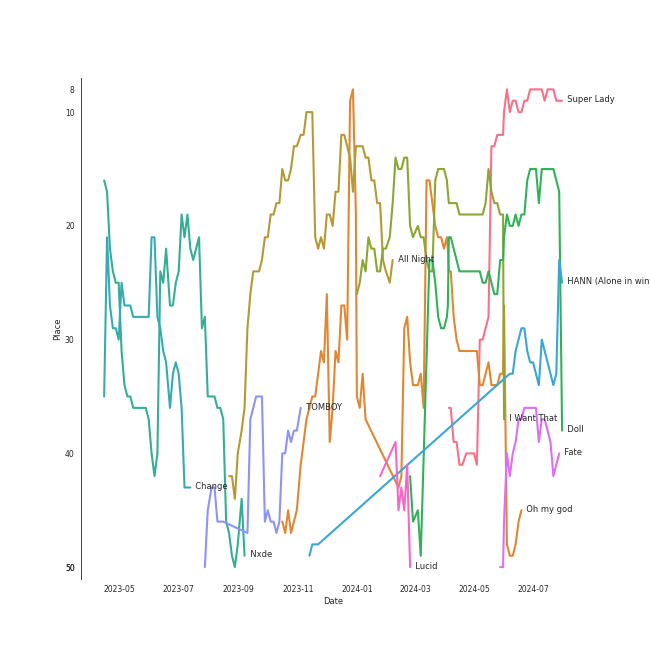 8
Super Lady
10
20
All Night
HANN (Alone in win
Place
30
TOMBOY
I Want That
Doll
40
Fate
Change
Oh my god
Nxde
50
Lucid
2023-05 2023-07 2023-09 2023-11 2024-01 2024-03 2024-05 2024-07
Date